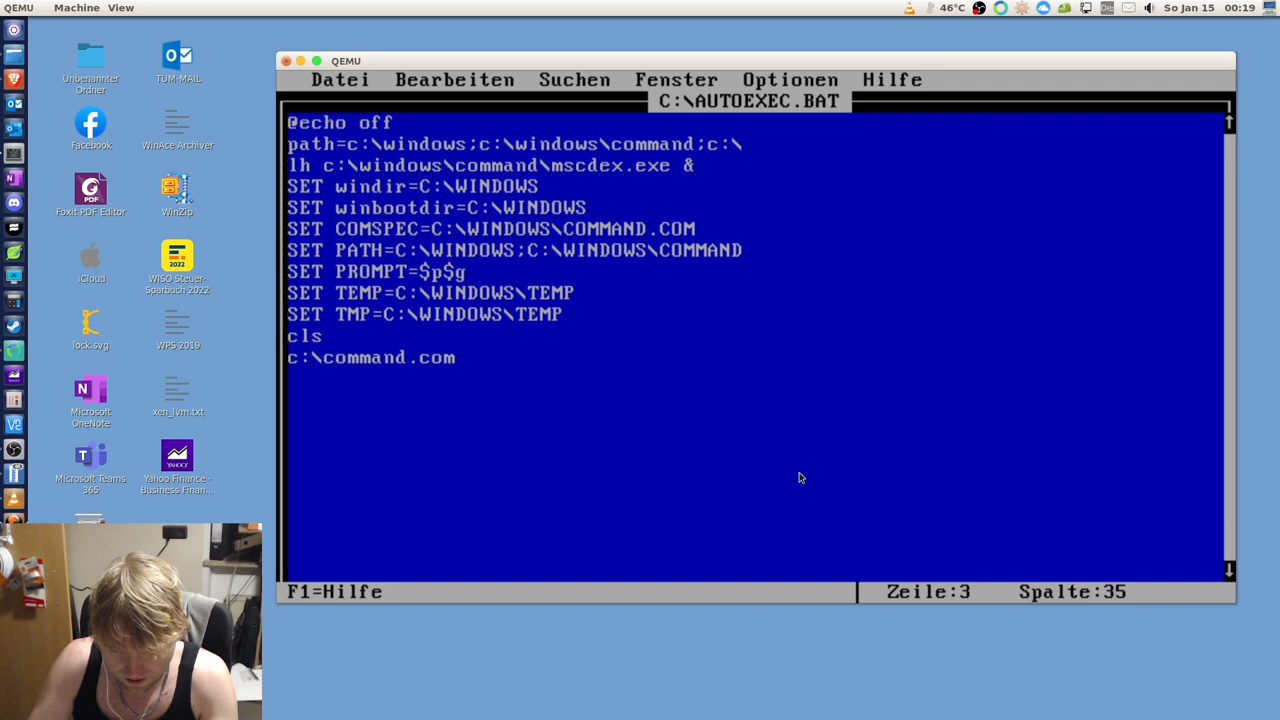 QEMU Machine View
46°C De So Jan 15 00:19
Unbenannter
Ordner
TUM-MAIL
Facebook
WinAce Archiver
PDF
Foxit PDF Editor
WinZip
iCloud
2022
WISO Steuer-
Sparbuch 2022
lock.svg
WPS 2019
Microsoft
OneNote
xen_lvm.txt
Microsoft Teams
365
YAHOO!
Yahoo Finance -
Business Finan...
QEMU
Datei Bearbeiten Suchen Fenster Optionen Hilfe
C:\AUTOEXEC.BAT
@echo off
path=c:\windows;c:\windows\command;c:\
lh c:\windows\command\mscdex.exe &
SET windir=C:\WINDOWS
SET winbootdir=C:\WINDOWS
SET COMSPEC=C:\WINDOWS\COMMAND.COM
SET PATH=C:\WINDOWS;C:\WINDOWS\COMMAND
SET PROMPT=$p$g
SET TEMP=C:\WINDOWS\TEMP
SET TMP=C:\WINDOWS\TEMP
cls
c:\command.com
F1=Hilfe Zeile:3 Spalte:35